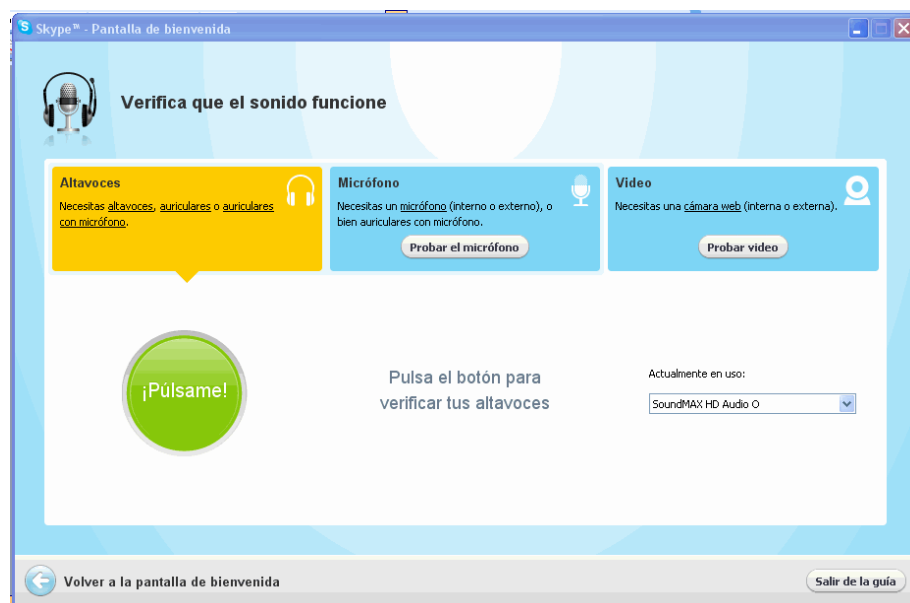 Skype™ - Pantalla de bienvenida
Verifica que el sonido funcione
Altavoces
Necesitas altavoces, auriculares o auriculares
con micrófono.
Micrófono
Necesitas un micrófono (interno o externo), o
bien auriculares con micrófono.
Probar el micrófono
Video
Necesitas una cámara web (interna o externa).
Probar video
¡Púlsame!
Pulsa el botón para
verificar tus altavoces
Actualmente en uso:
SoundMAX HD Audio O
Volver a la pantalla de bienvenida
Salir de la guía